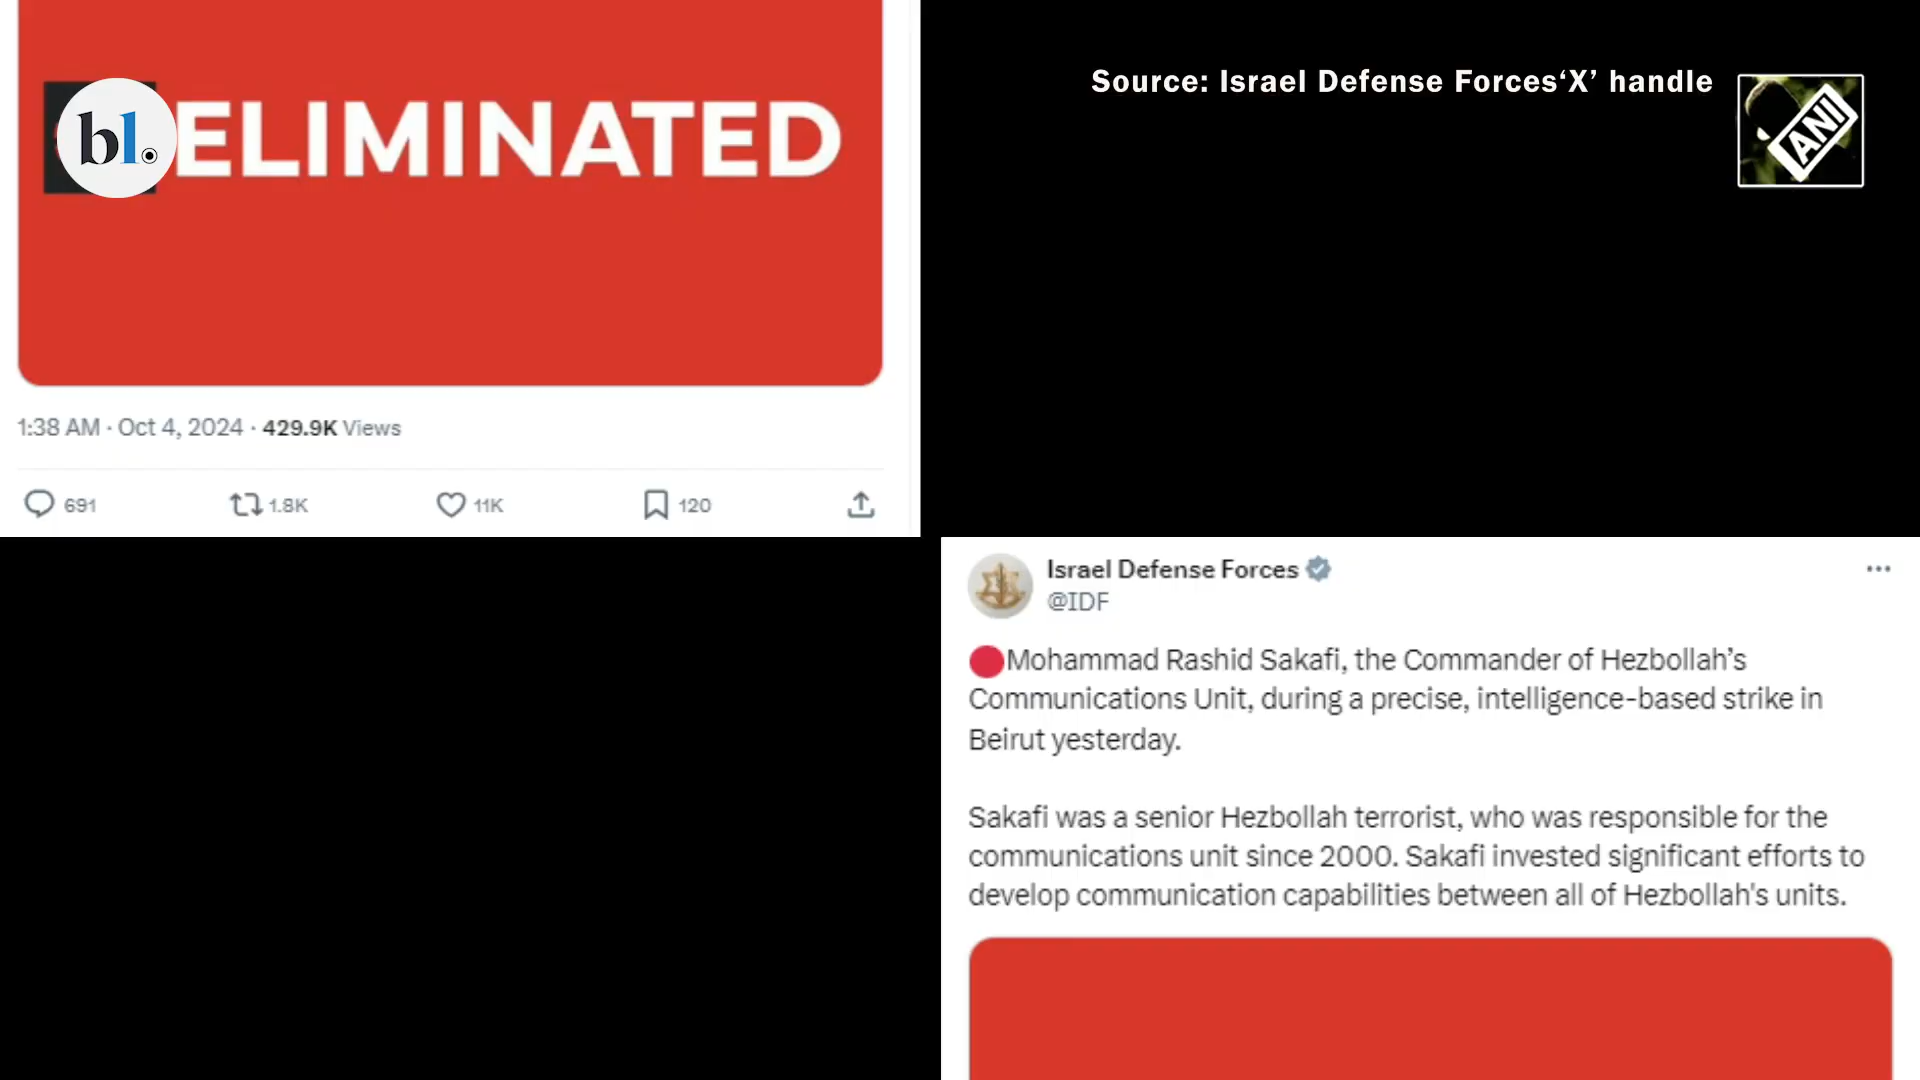 bl.
ELIMINATED
1:38 AM · Oct 4, 2024 · 429.9K Views
691 1.8K 11K 120
Source: Israel Defense Forces‘X’ handle
ANI
Israel Defense Forces
@IDF
Mohammad Rashid Sakafi, the Commander of Hezbollah’s
Communications Unit, during a precise, intelligence-based strike in
Beirut yesterday.
Sakafi was a senior Hezbollah terrorist, who was responsible for the
communications unit since 2000. Sakafi invested significant efforts to
develop communication capabilities between all of Hezbollah's units.